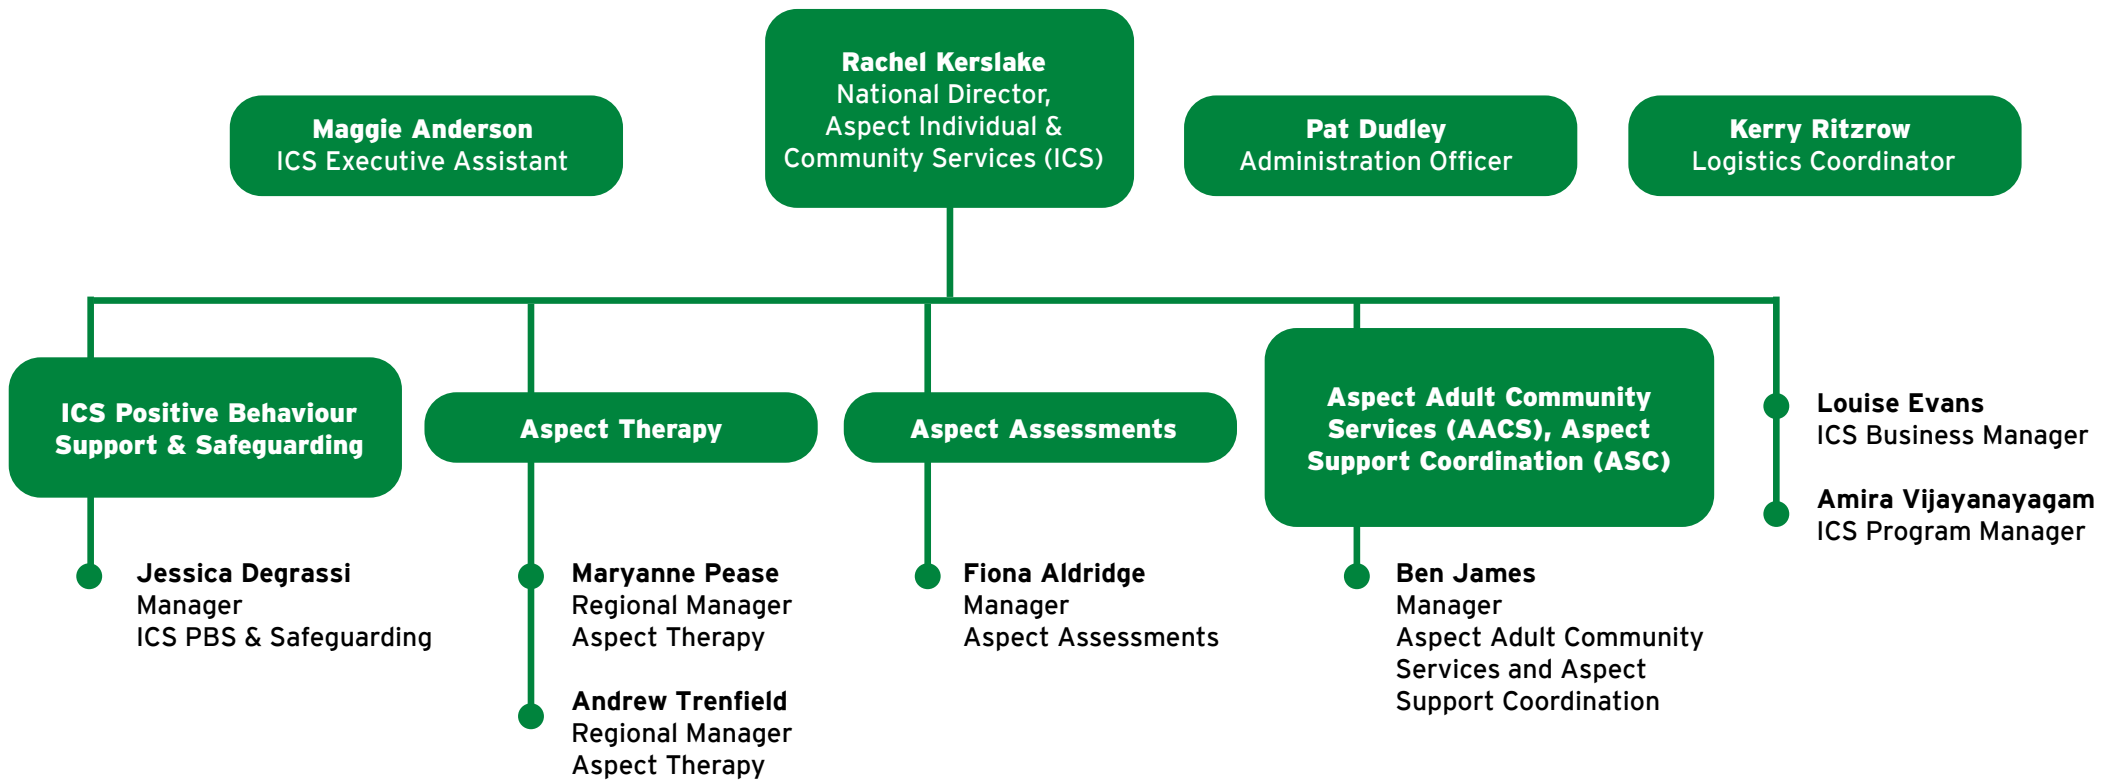 Rachel Kerslake
National Director,
Aspect Individual &
Community Services (ICS)
Maggie Anderson
ICS Executive Assistant
Pat Dudley
Administration Officer
Kerry Ritzrow
Logistics Coordinator
ICS Positive Behaviour
Support & Safeguarding
Jessica Degrassi
Manager
ICS PBS & Safeguarding
Aspect Therapy
Maryanne Pease
Regional Manager
Aspect Therapy
Andrew Trenfield
Regional Manager
Aspect Therapy
Aspect Assessments
Fiona Aldridge
Manager
Aspect Assessments
Aspect Adult Community
Services (AACS), Aspect
Support Coordination (ASC)
Ben James
Manager
Aspect Adult Community
Services and Aspect
Support Coordination
Louise Evans
ICS Business Manager
Amira Vijayanayagam
ICS Program Manager